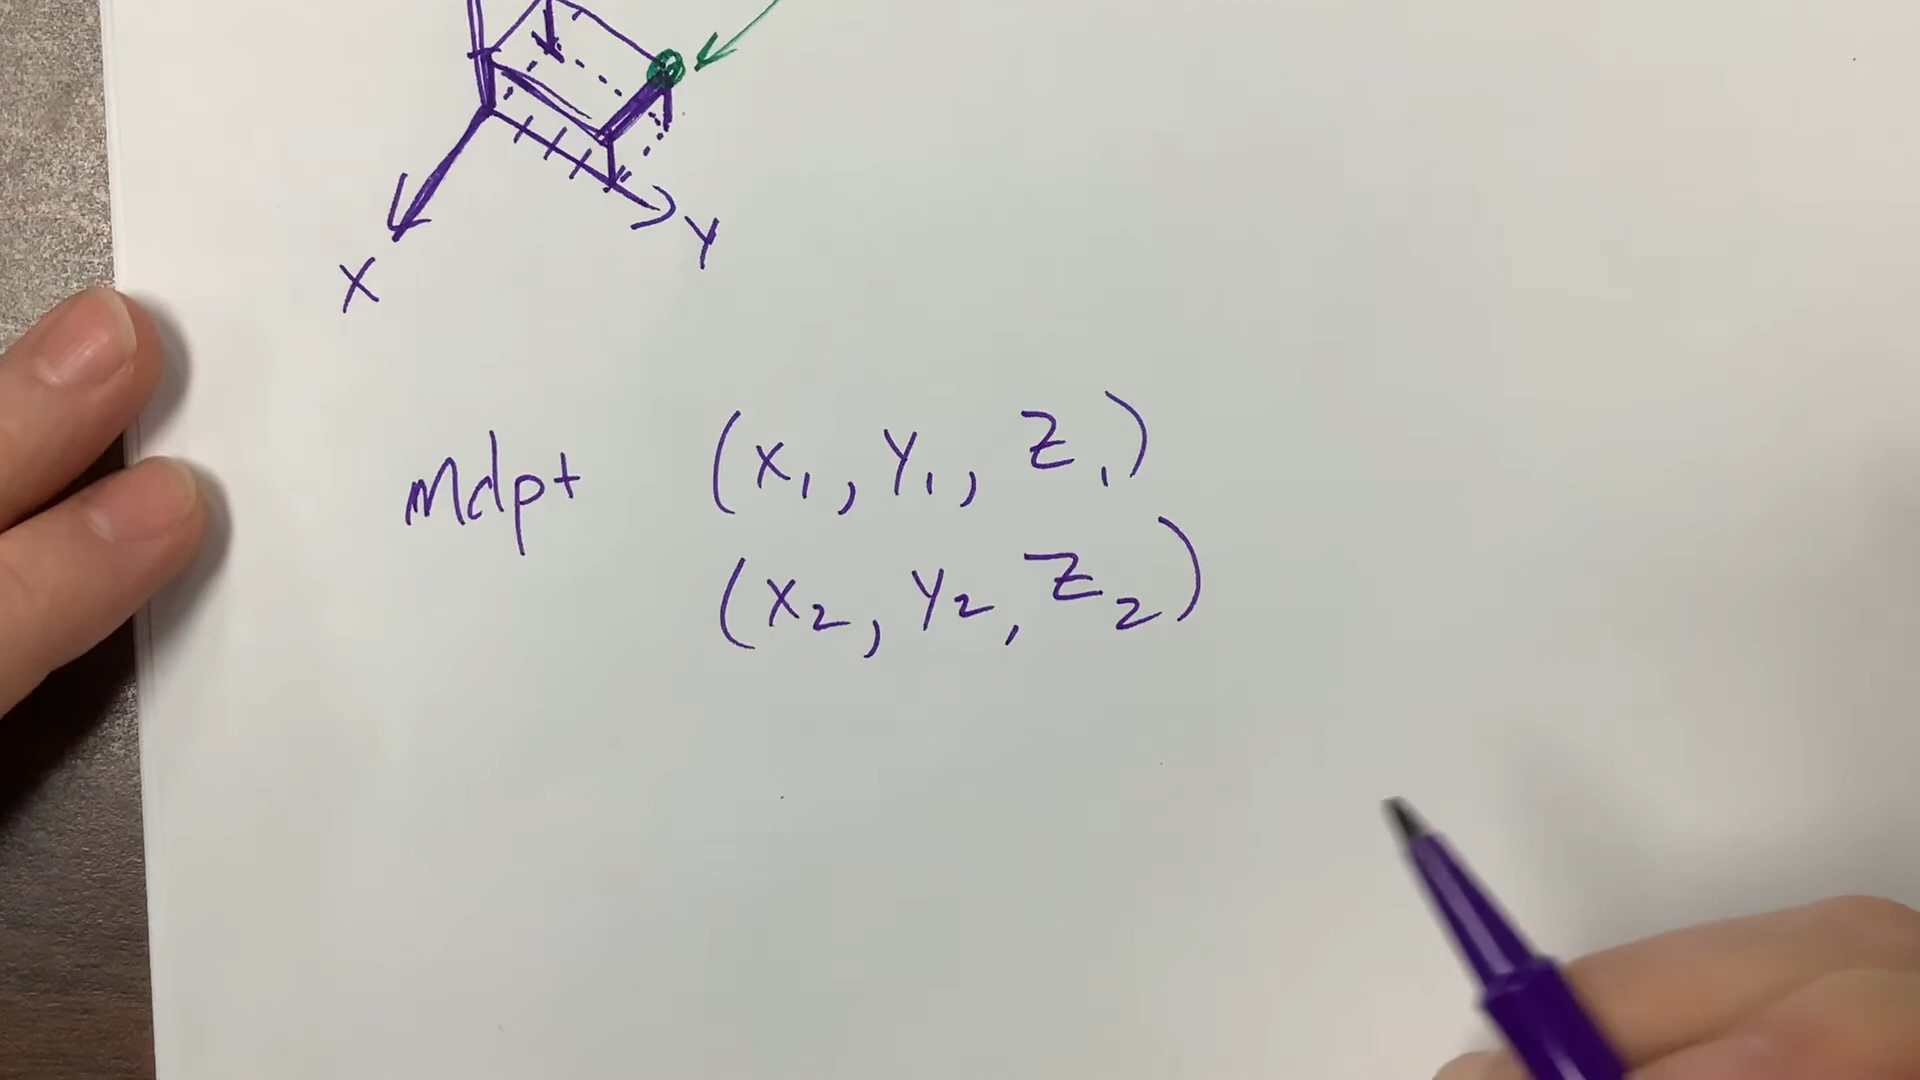 X
Y
Mdpt (x₁, y₁, z₁)
(x₂, y₂, z₂)